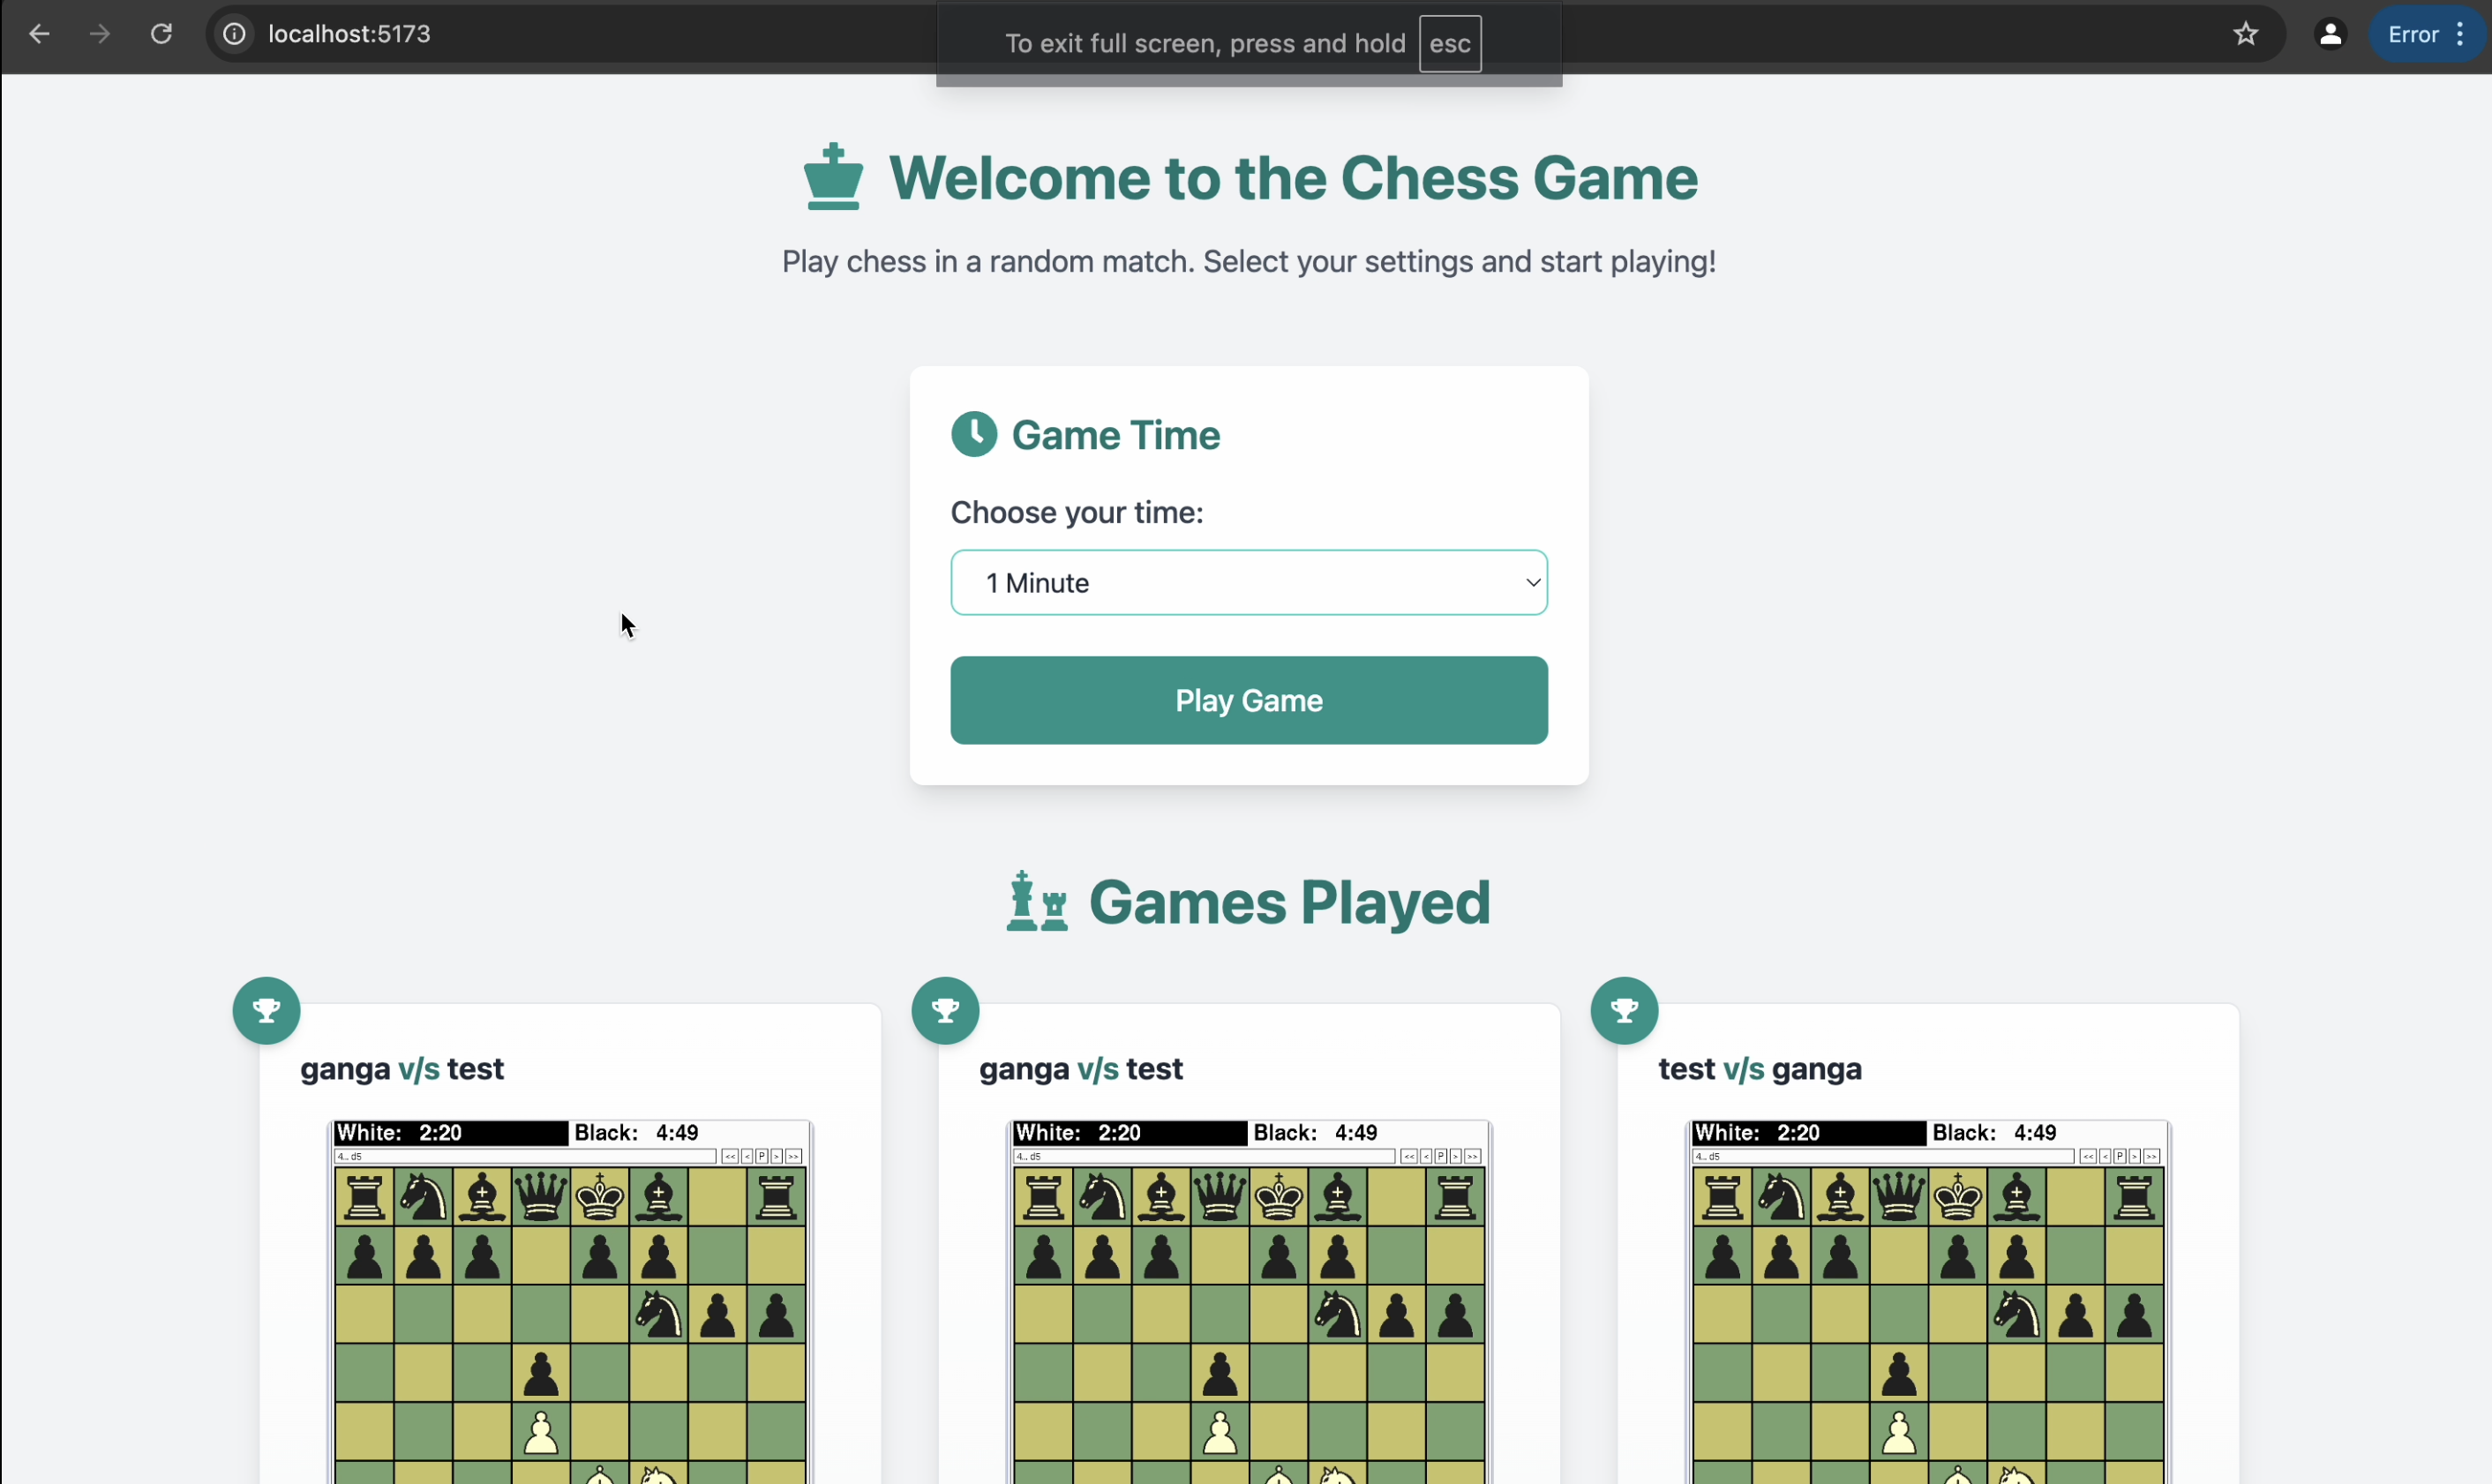 localhost:5173
To exit full screen, press and hold esc
Error
Welcome to the Chess Game
Play chess in a random match. Select your settings and start playing!
Game Time
Choose your time:
1 Minute
Play Game
Games Played
ganga v/s test
White: 2:20 Black: 4:49
4... d5
<< < P > >>
ganga v/s test
White: 2:20 Black: 4:49
4... d5
<< < P > >>
test v/s ganga
White: 2:20 Black: 4:49
4... d5
<< < P > >>